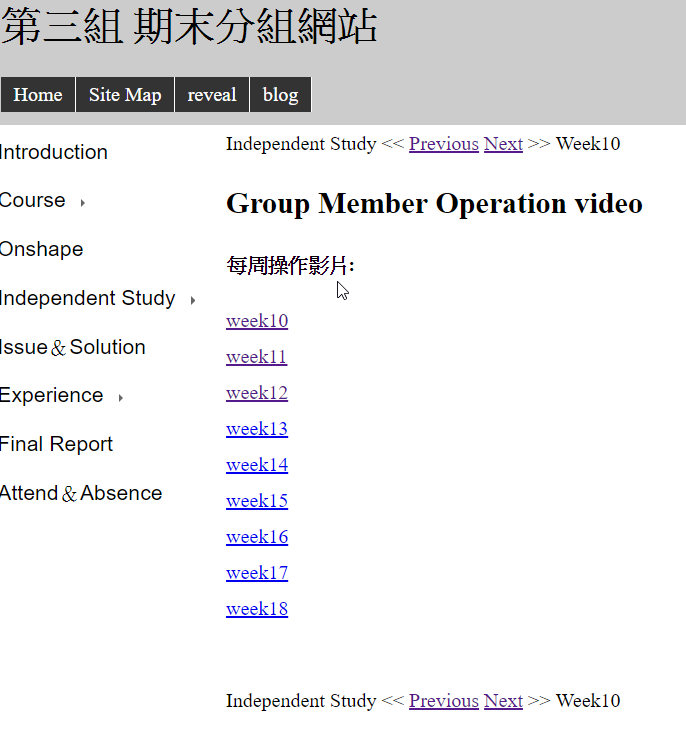 第三組 期末分組網站
Home Site Map reveal blog
Introduction
Course
Onshape
Independent Study
Issue＆Solution
Experience
Final Report
Attend＆Absence
Independent Study << Previous Next >> Week10
Group Member Operation video
每周操作影片:
week10
week11
week12
week13
week14
week15
week16
week17
week18
Independent Study << Previous Next >> Week10